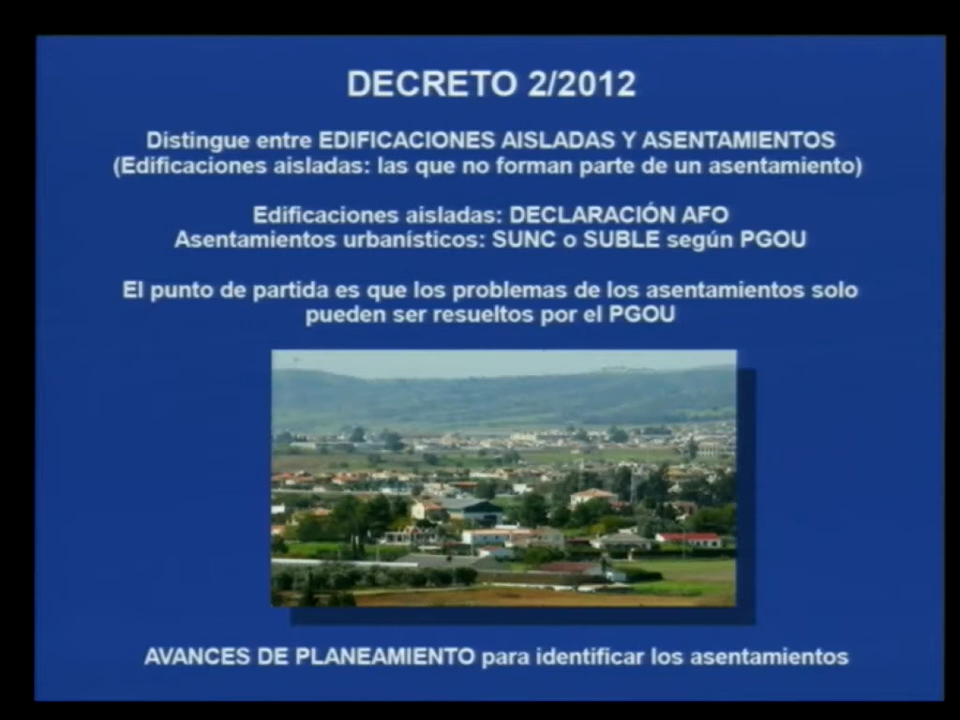 DECRETO 2/2012
Distingue entre EDIFICACIONES AISLADAS Y ASENTAMIENTOS
(Edificaciones aisladas: las que no forman parte de un asentamiento)
Edificaciones aisladas: DECLARACIÓN AFO
Asentamientos urbanísticos: SUNC o SUBLE según PGOU
El punto de partida es que los problemas de los asentamientos solo
pueden ser resueltos por el PGOU
AVANCES DE PLANEAMIENTO para identificar los asentamientos